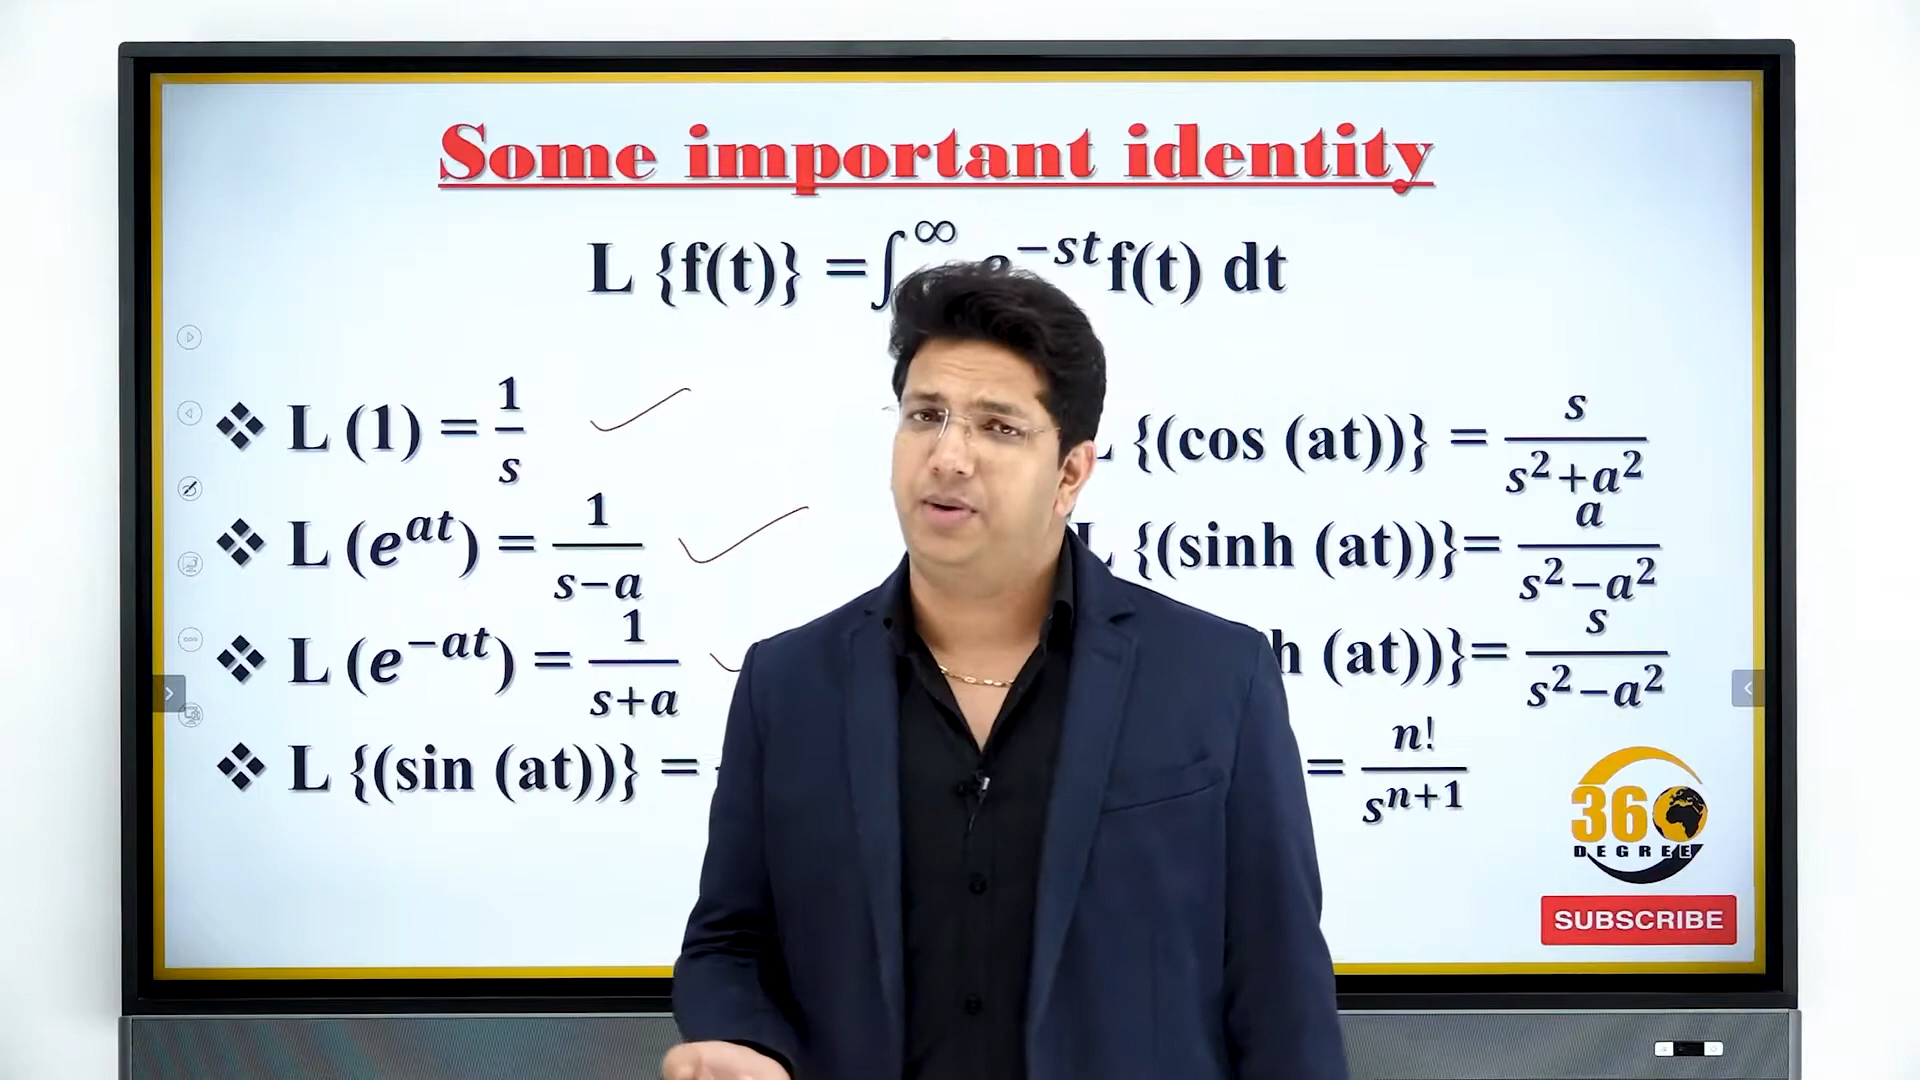 Some important identity
L {f(t)} =∫^∞ e^{−st}f(t) dt
❖ L (1) = 1/s
❖ L (e^{at}) = 1/(s−a)
❖ L (e^{−at}) = 1/(s+a)
❖ L {(sin (at))} =
L {(cos (at))} = s/(s²+a²)
L {(sinh (at))}= a/(s²−a²)
h (at))}= s/(s²−a²)
= n!/s^{n+1}
360
DEGREE
SUBSCRIBE